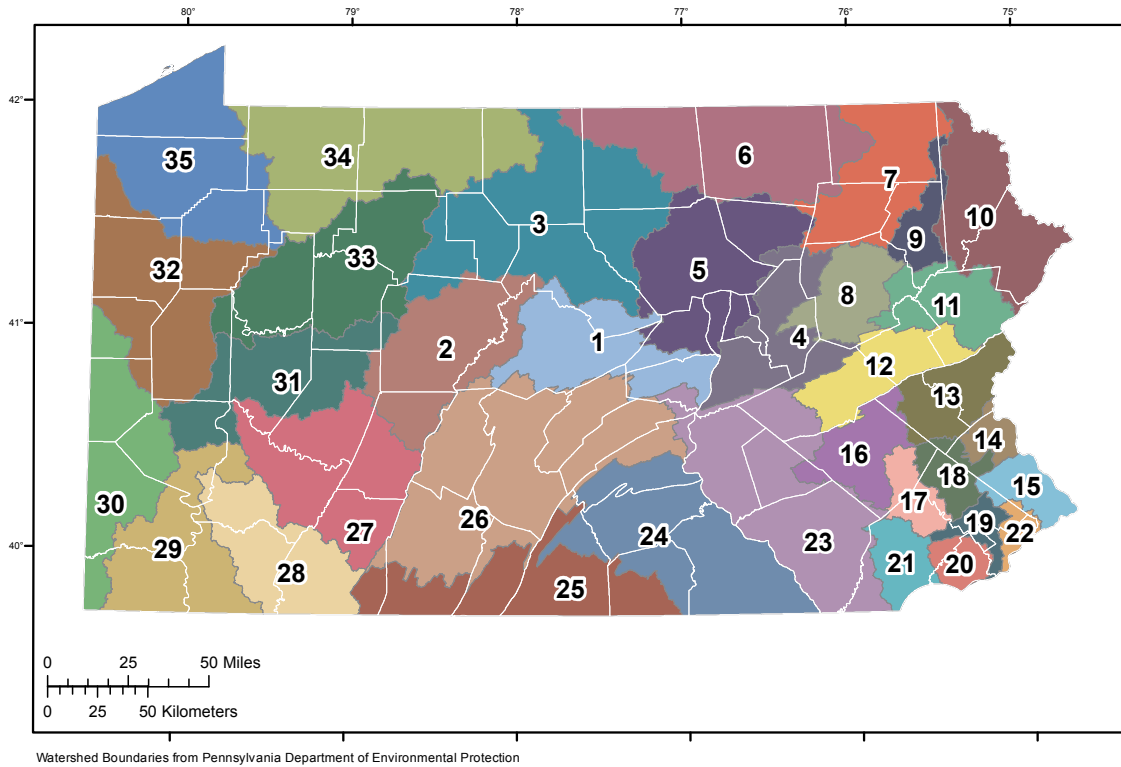 80° 79° 78° 77° 76° 75°
42°
35 34 6
7
3 10
9
32 33 5
8 11
41°
1 4
2 12
31 13
14
16 18 15
30 17
27 26 24 23 19 22
40°
29 28 21 20
25
0 25 50 Miles
0 25 50 Kilometers
Watershed Boundaries from Pennsylvania Department of Environmental Protection